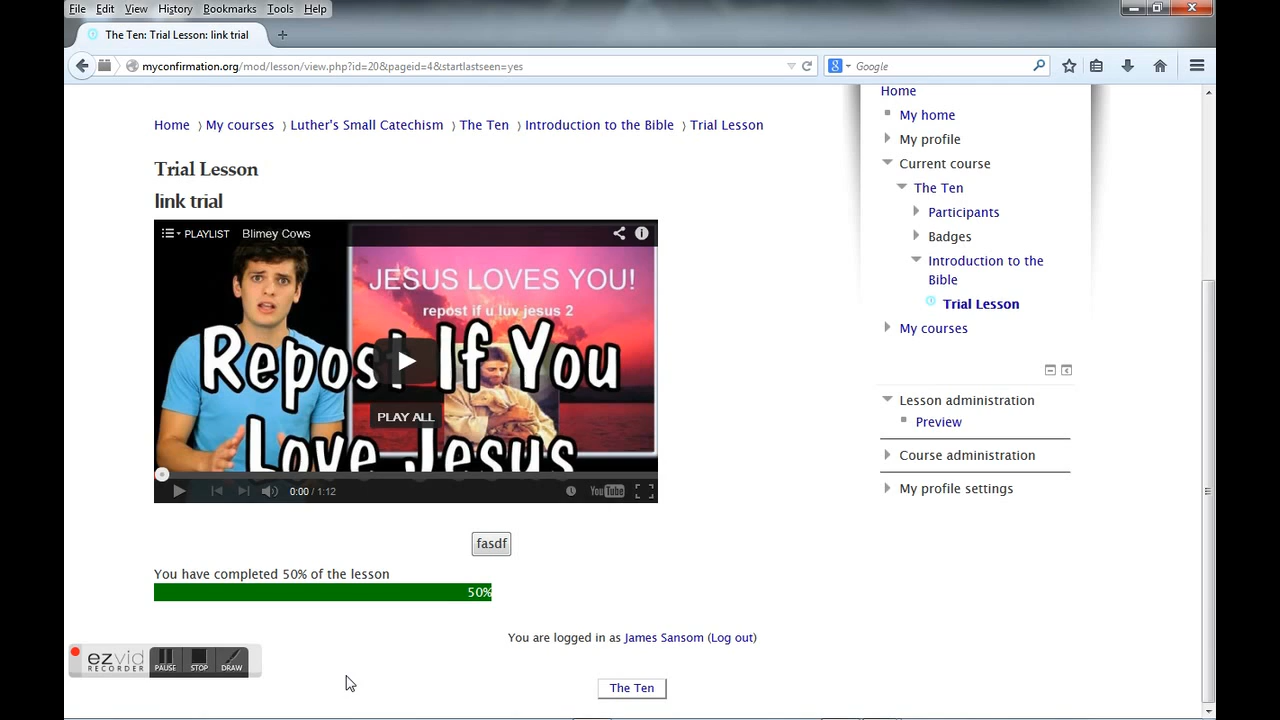 File Edit View History Bookmarks Tools Help
The Ten: Trial Lesson: link trial
myconfirmation.org/mod/lesson/view.php?id=20&pageid=4&startlastseen=yes
Google
Home My courses Luther's Small Catechism The Ten Introduction to the Bible Trial Lesson
Trial Lesson
link trial
PLAYLIST Blimey Cows
JESUS LOVES YOU!
repost if u luv jesus 2
Repost If You
PLAY ALL
Love Jesus
0:00 / 1:12
YouTube
fasdf
You have completed 50% of the lesson
50%
You are logged in as James Sansom (Log out)
ezvid
RECORDER
PAUSE STOP DRAW
The Ten
Home
My home
My profile
Current course
The Ten
Participants
Badges
Introduction to the
Bible
Trial Lesson
My courses
Lesson administration
Preview
Course administration
My profile settings